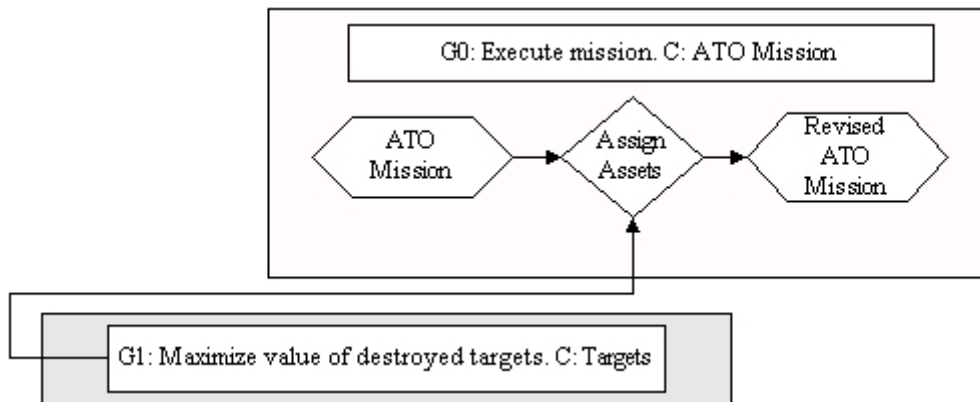 G0: Execute mission. C: ATO Mission
ATO
Mission
Assign
Assets
Revised
ATO
Mission
G1: Maximize value of destroyed targets. C: Targets